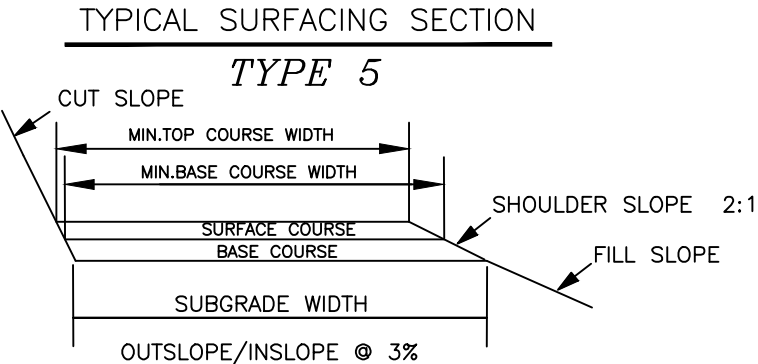 TYPICAL SURFACING SECTION
TYPE 5
CUT SLOPE
MIN.TOP COURSE WIDTH
MIN.BASE COURSE WIDTH
SHOULDER SLOPE 2:1
SURFACE COURSE
BASE COURSE
FILL SLOPE
SUBGRADE WIDTH
OUTSLOPE/INSLOPE @ 3%